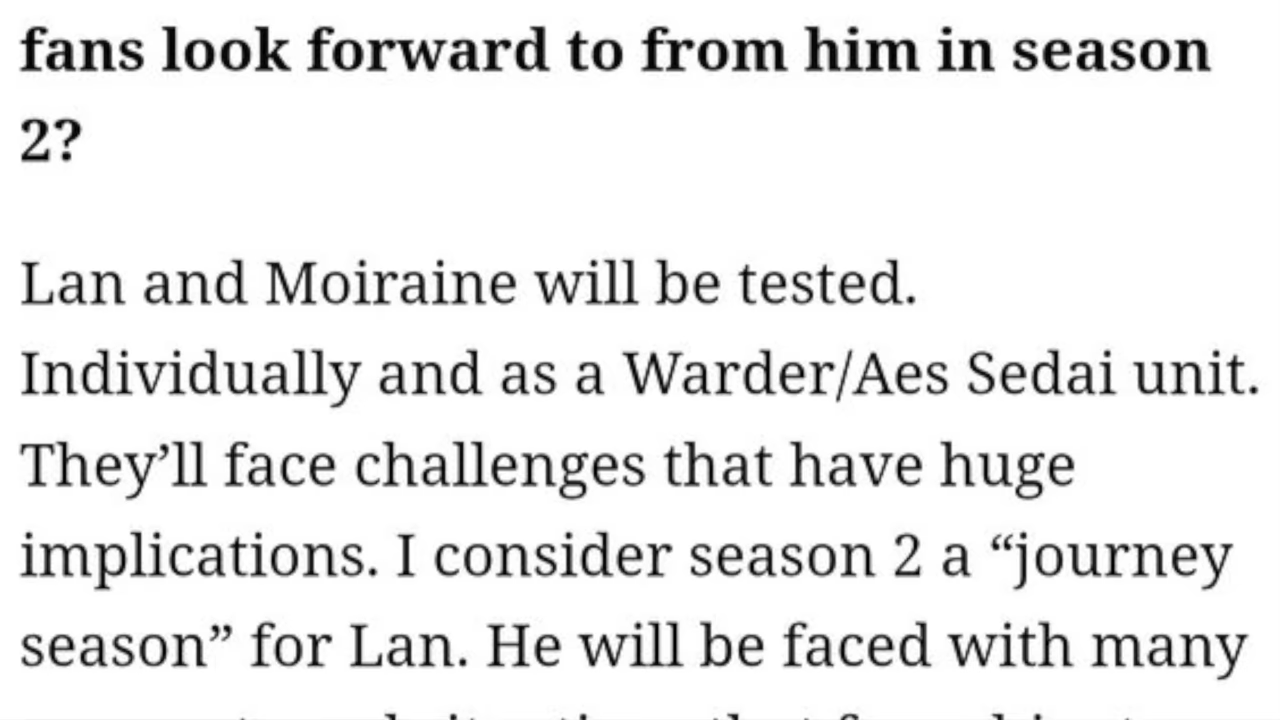 fans look forward to from him in season
2?
Lan and Moiraine will be tested.
Individually and as a Warder/Aes Sedai unit.
They’ll face challenges that have huge
implications. I consider season 2 a “journey
season” for Lan. He will be faced with many